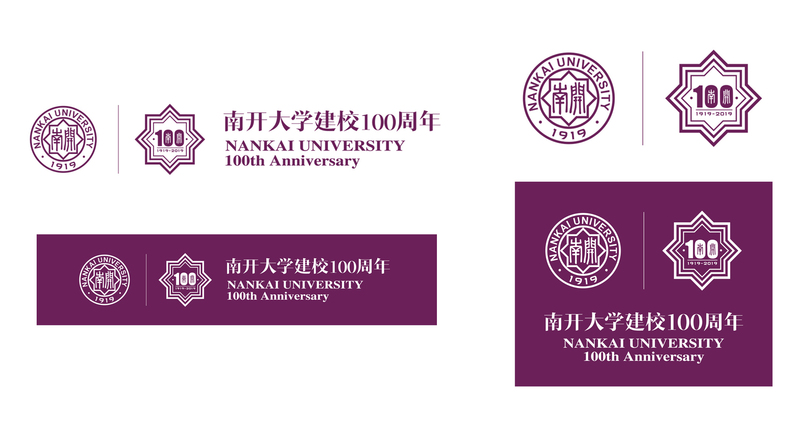 NANKAI UNIVERSITY
南開
· 1919 ·
100
1919-2019
南开大学建校100周年
NANKAI UNIVERSITY
100th Anniversary
NANKAI UNIVERSITY
南開
· 1919 ·
100
1919-2019
NANKAI UNIVERSITY
南開
· 1919 ·
100
1919-2019
南开大学建校100周年
NANKAI UNIVERSITY
100th Anniversary
NANKAI UNIVERSITY
南開
· 1919 ·
100
1919-2019
南开大学建校100周年
NANKAI UNIVERSITY
100th Anniversary